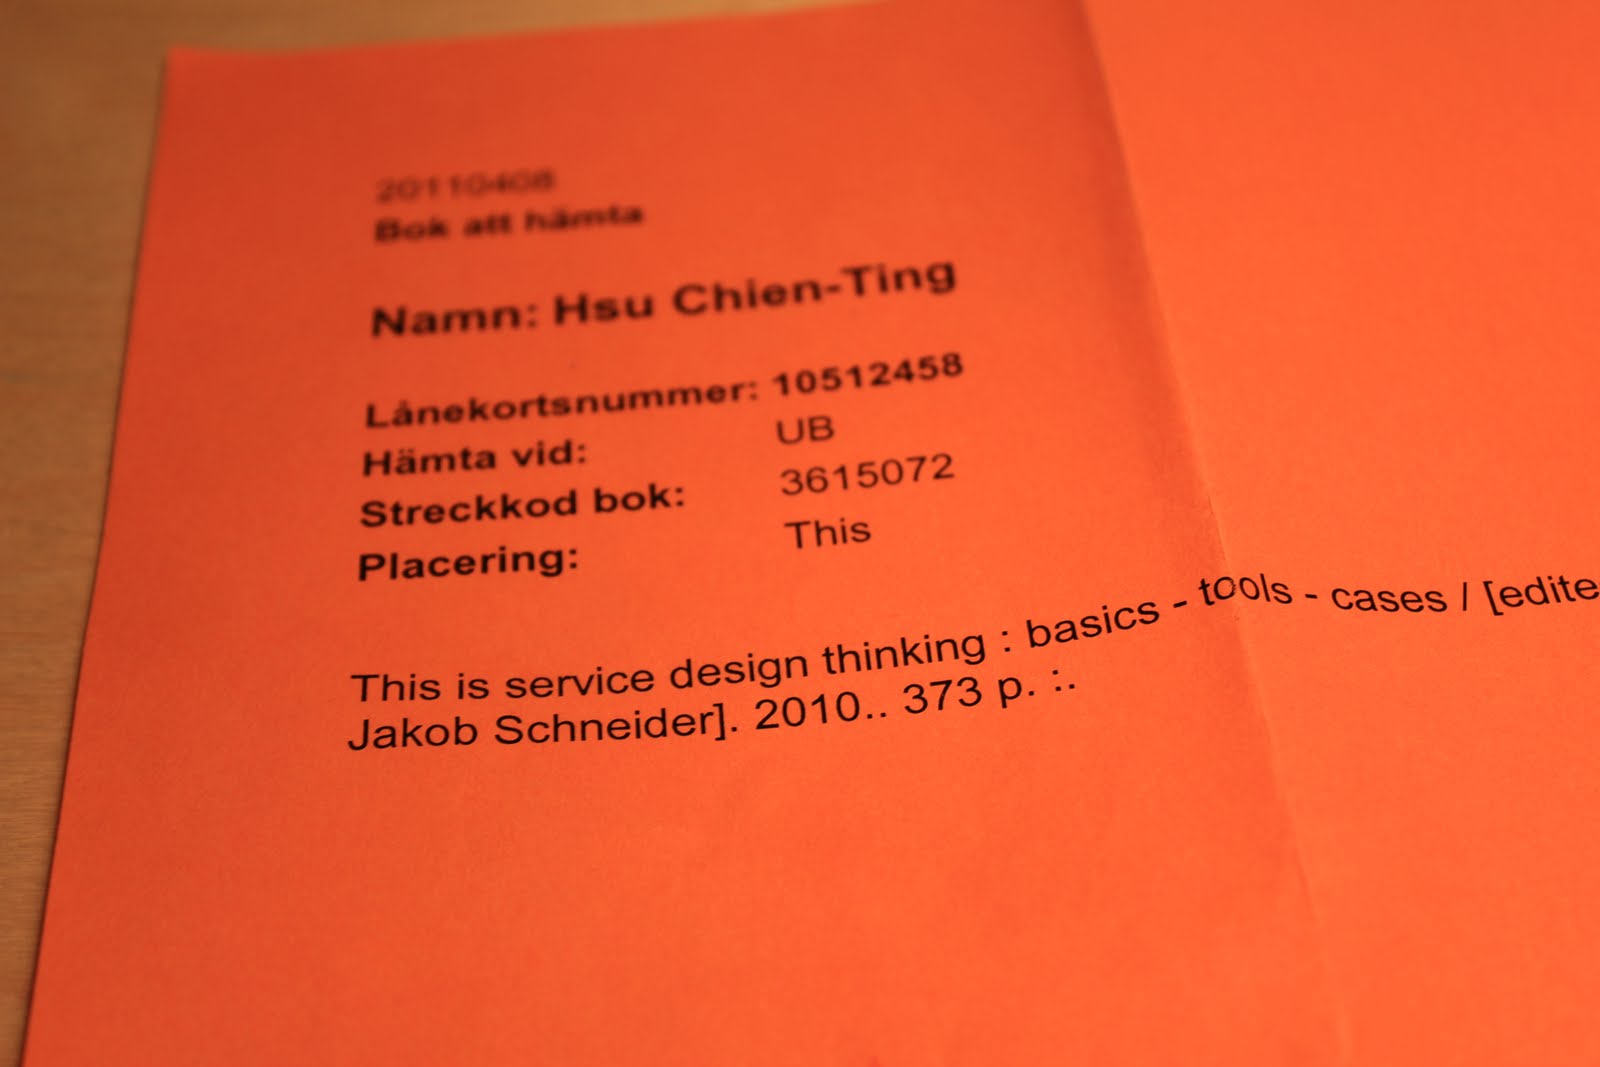 20110408
Bok att hämta
Namn: Hsu Chien-Ting
Lånekortsnummer: 10512458
Hämta vid: UB
Streckkod bok: 3615072
Placering: This
This is service design thinking : basics - tools - cases / [edite
Jakob Schneider]. 2010.. 373 p. :.